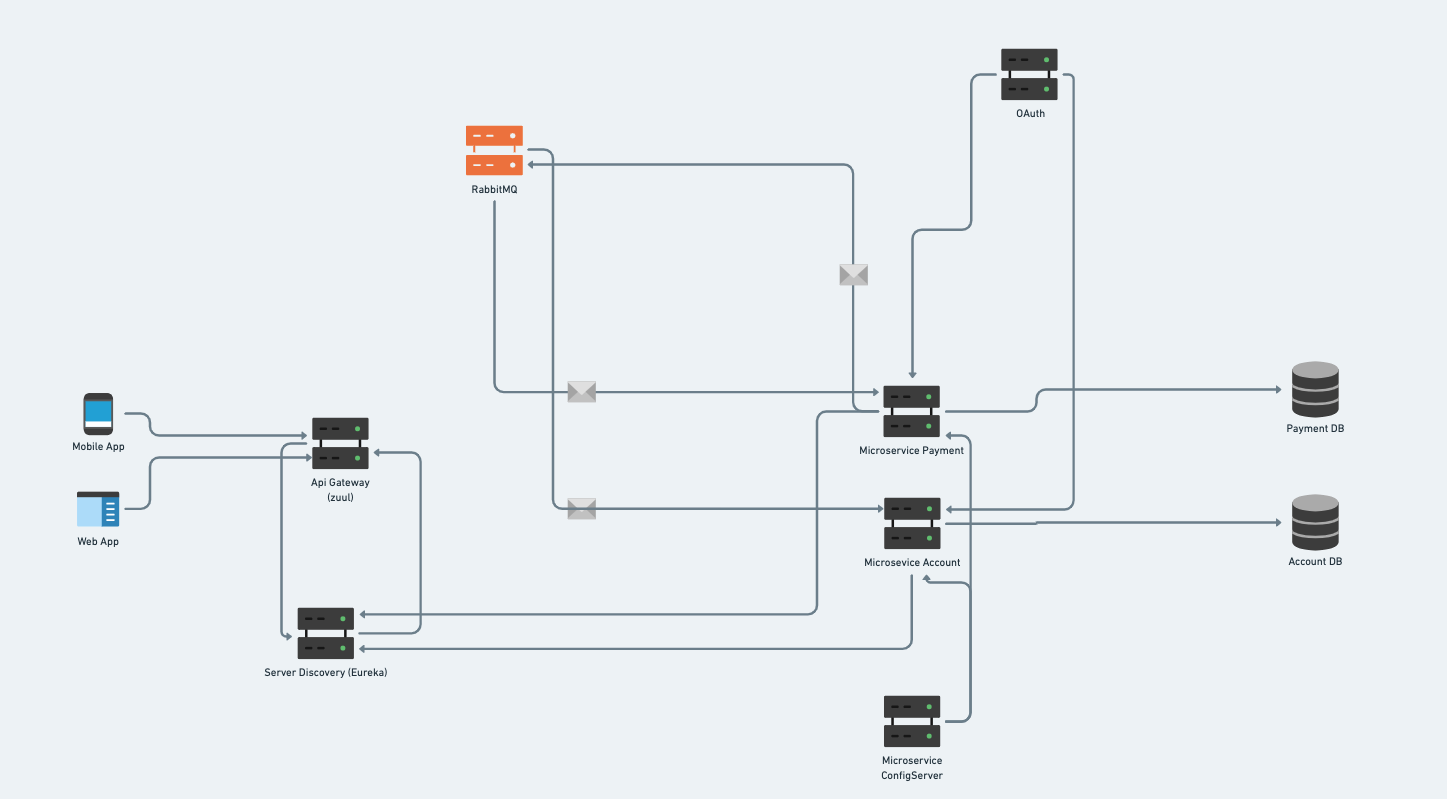 OAuth
RabbitMQ
Mobile App
Api Gateway
(zuul)
Web App
Microservice Payment
Payment DB
Microsevice Account
Account DB
Server Discovery (Eureka)
Microservice
ConfigServer